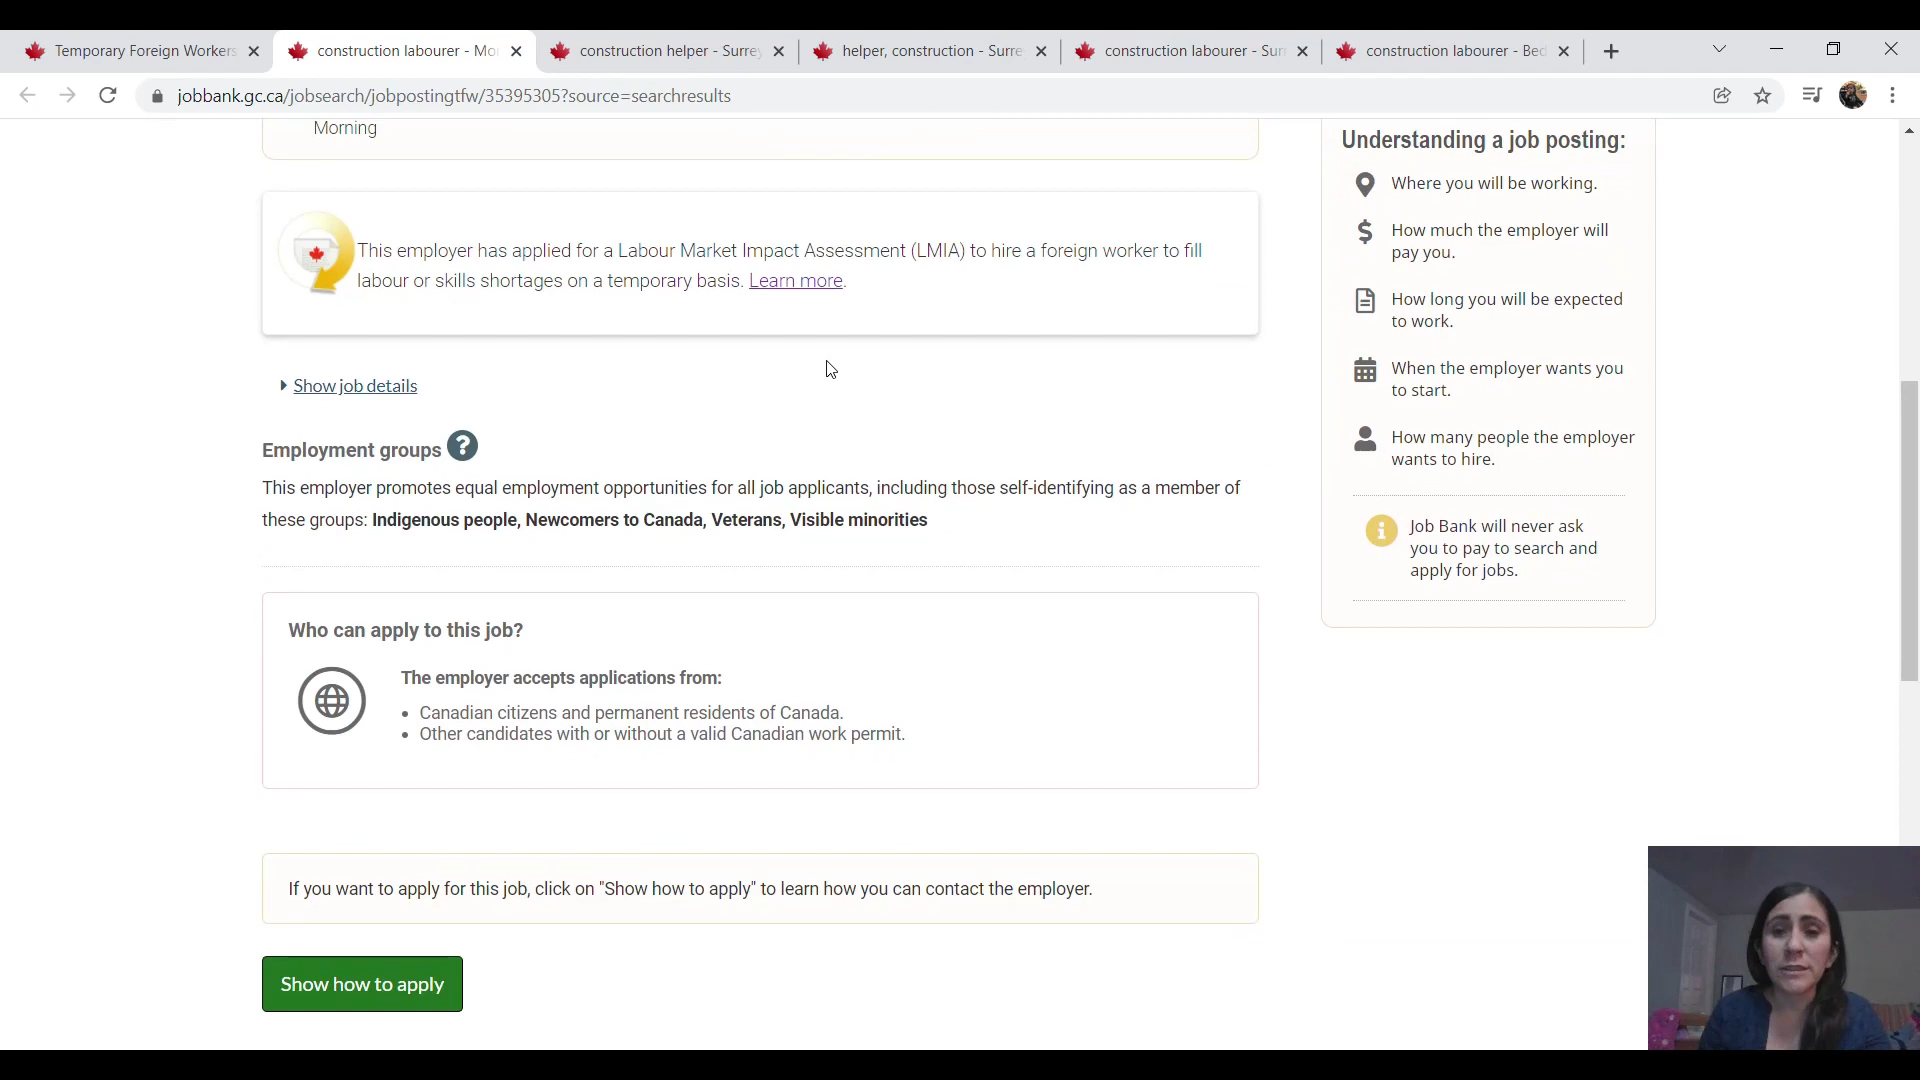 Temporary Foreign Workers
construction labourer - Mo
construction helper - Surrey
helper, construction - Surre
construction labourer - Surr
construction labourer - Bed
jobbank.gc.ca/jobsearch/jobpostingtfw/35395305?source=searchresults
Morning
This employer has applied for a Labour Market Impact Assessment (LMIA) to hire a foreign worker to fill
labour or skills shortages on a temporary basis. Learn more.
Show job details
Employment groups ?
This employer promotes equal employment opportunities for all job applicants, including those self-identifying as a member of
these groups: Indigenous people, Newcomers to Canada, Veterans, Visible minorities
Who can apply to this job?
The employer accepts applications from:
• Canadian citizens and permanent residents of Canada.
• Other candidates with or without a valid Canadian work permit.
If you want to apply for this job, click on "Show how to apply" to learn how you can contact the employer.
Show how to apply
Understanding a job posting:
Where you will be working.
How much the employer will
pay you.
How long you will be expected
to work.
When the employer wants you
to start.
How many people the employer
wants to hire.
Job Bank will never ask
you to pay to search and
apply for jobs.